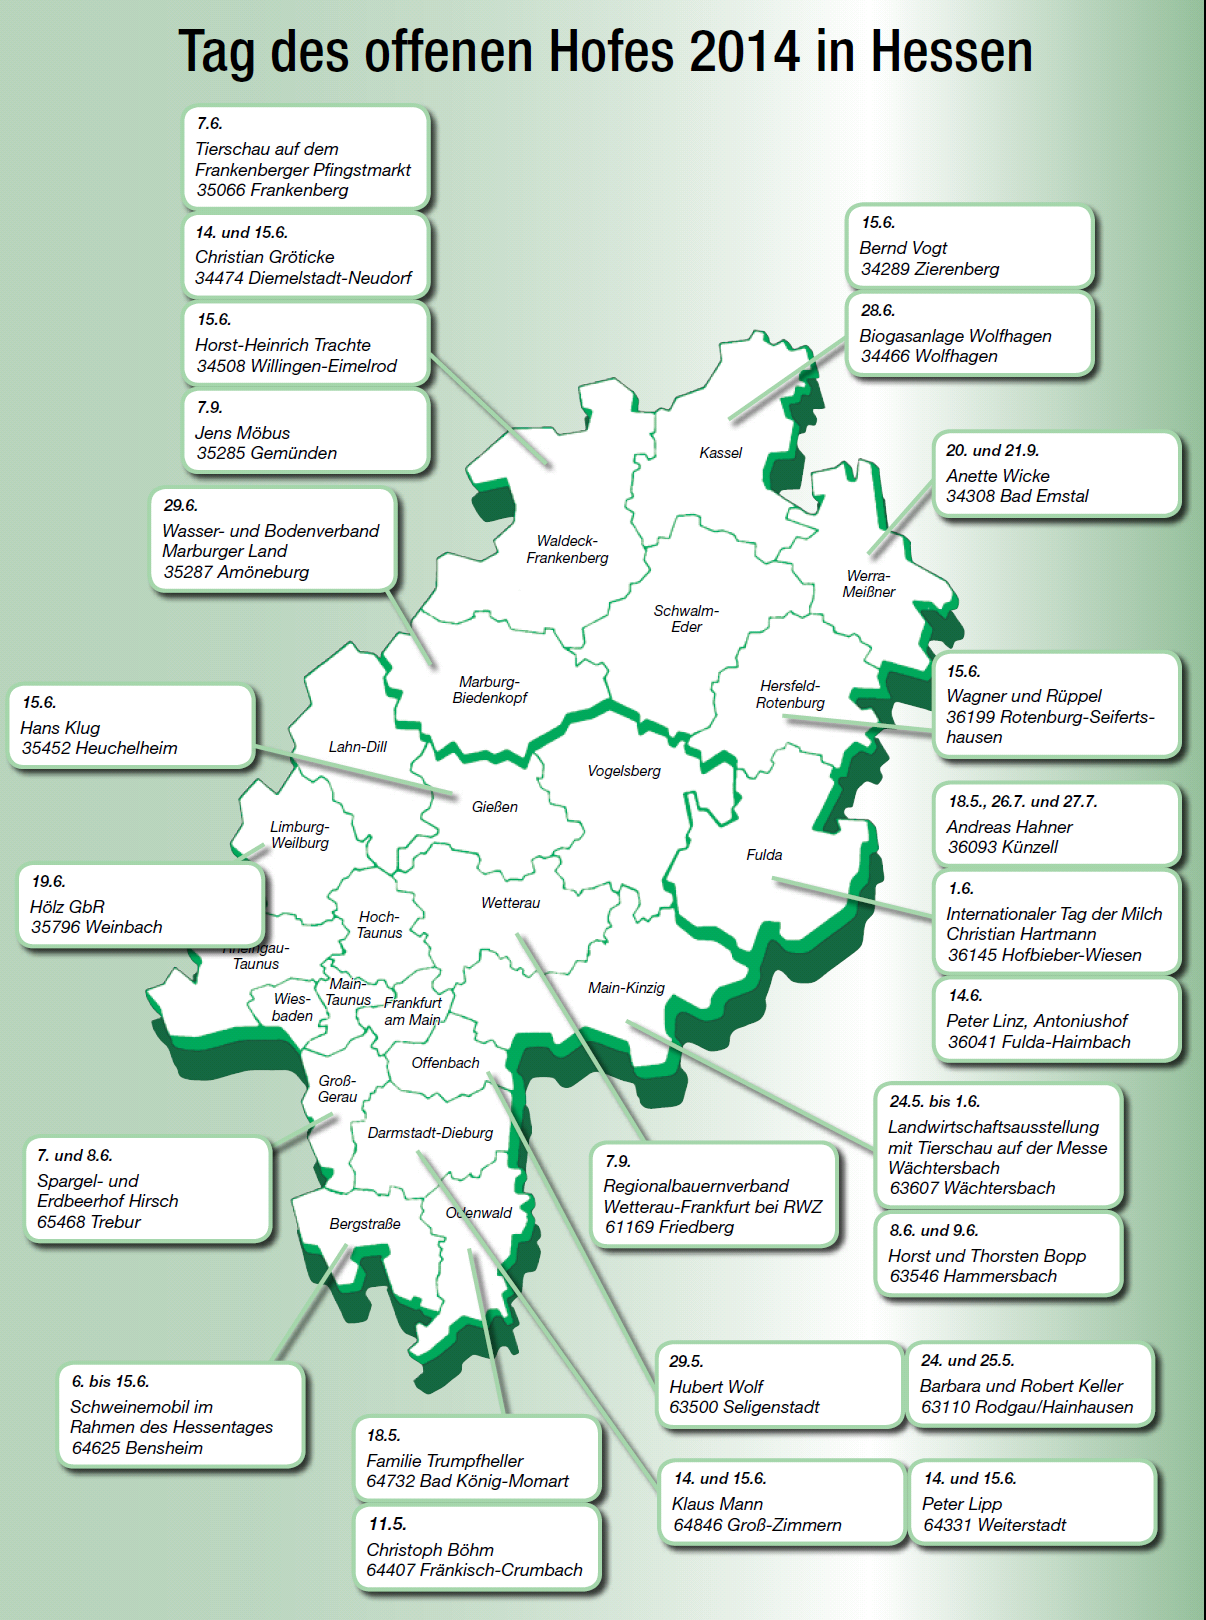 Tag des offenen Hofes 2014 in Hessen
7.6.
Tierschau auf dem
Frankenberger Pfingstmarkt
35066 Frankenberg
14. und 15.6.
Christian Gröticke
34474 Diemelstadt-Neudorf
15.6.
Horst-Heinrich Trachte
34508 Willingen-Eimelrod
7.9.
Jens Möbus
35285 Gemünden
29.6.
Wasser- und Bodenverband
Marburger Land
35287 Amöneburg
15.6.
Hans Klug
35452 Heuchelheim
19.6.
Hölz GbR
35796 Weinbach
7. und 8.6.
Spargel- und
Erdbeerhof Hirsch
65468 Trebur
6. bis 15.6.
Schweinemobil im
Rahmen des Hessentages
64625 Bensheim
15.6.
Bernd Vogt
34289 Zierenberg
28.6.
Biogasanlage Wolfhagen
34466 Wolfhagen
20. und 21.9.
Anette Wicke
34308 Bad Emstal
15.6.
Wagner und Rüppel
36199 Rotenburg-Seiferts-
hausen
18.5., 26.7. und 27.7.
Andreas Hahner
36093 Künzell
1.6.
Internationaler Tag der Milch
Christian Hartmann
36145 Hofbieber-Wiesen
14.6.
Peter Linz, Antoniushof
36041 Fulda-Haimbach
24.5. bis 1.6.
Landwirtschaftsausstellung
mit Tierschau auf der Messe
Wächtersbach
63607 Wächtersbach
8.6. und 9.6.
Horst und Thorsten Bopp
63546 Hammersbach
7.9.
Regionalbauernverband
Wetterau-Frankfurt bei RWZ
61169 Friedberg
29.5.
Hubert Wolf
63500 Seligenstadt
24. und 25.5.
Barbara und Robert Keller
63110 Rodgau/Hainhausen
14. und 15.6.
Klaus Mann
64846 Groß-Zimmern
14. und 15.6.
Peter Lipp
64331 Weiterstadt
18.5.
Familie Trumpfheller
64732 Bad König-Momart
11.5.
Christoph Böhm
64407 Fränkisch-Crumbach
Kassel
Waldeck-
Frankenberg
Werra-
Meißner
Schwalm-
Eder
Marburg-
Biedenkopf
Hersfeld-
Rotenburg
Lahn-Dill
Vogelsberg
Gießen
Limburg-
Weilburg
Fulda
Wetterau
Hoch-
Taunus
Rheingau-
Taunus
Main-Kinzig
Main-
Taunus
Wies-
baden
Frankfurt
am Main
Offenbach
Groß-
Gerau
Darmstadt-Dieburg
Odenwald
Bergstraße